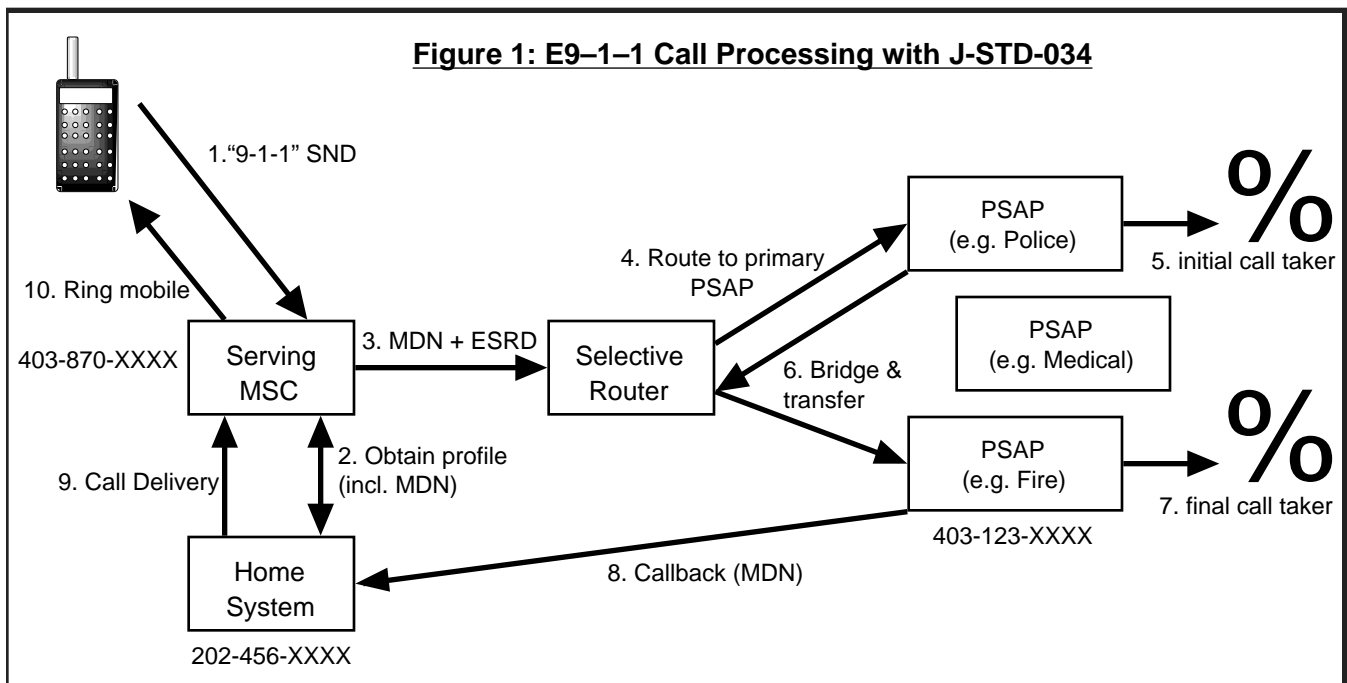 Figure 1: E9–1–1 Call Processing with J-STD-034
1.“9-1-1” SND
10. Ring mobile
403-870-XXXX
Serving
MSC
3. MDN + ESRD
Selective
Router
4. Route to primary
PSAP
PSAP
(e.g. Police)
%
5. initial call taker
PSAP
(e.g. Medical)
6. Bridge &
transfer
PSAP
(e.g. Fire)
%
7. final call taker
403-123-XXXX
9. Call Delivery
2. Obtain profile
(incl. MDN)
8. Callback (MDN)
Home
System
202-456-XXXX